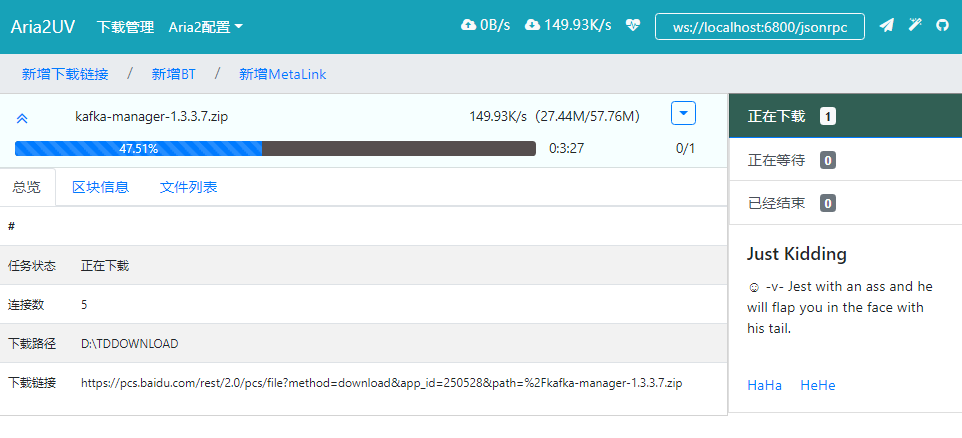 Aria2UV 下载管理 Aria2配置 0B/s 149.93K/s ws://localhost:6800/jsonrpc
新增下载链接 / 新增BT / 新增MetaLink
kafka-manager-1.3.3.7.zip 149.93K/s (27.44M/57.76M)
47.51% 0:3:27 0/1
总览 区块信息 文件列表
#
任务状态 正在下载
连接数 5
下载路径 D:\TDDOWNLOAD
下载链接 https://pcs.baidu.com/rest/2.0/pcs/file?method=download&app_id=250528&path=%2Fkafka-manager-1.3.3.7.zip
正在下载 1
正在等待 0
已经结束 0
Just Kidding
☺ -v- Jest with an ass and he
will flap you in the face with
his tail.
HaHa HeHe